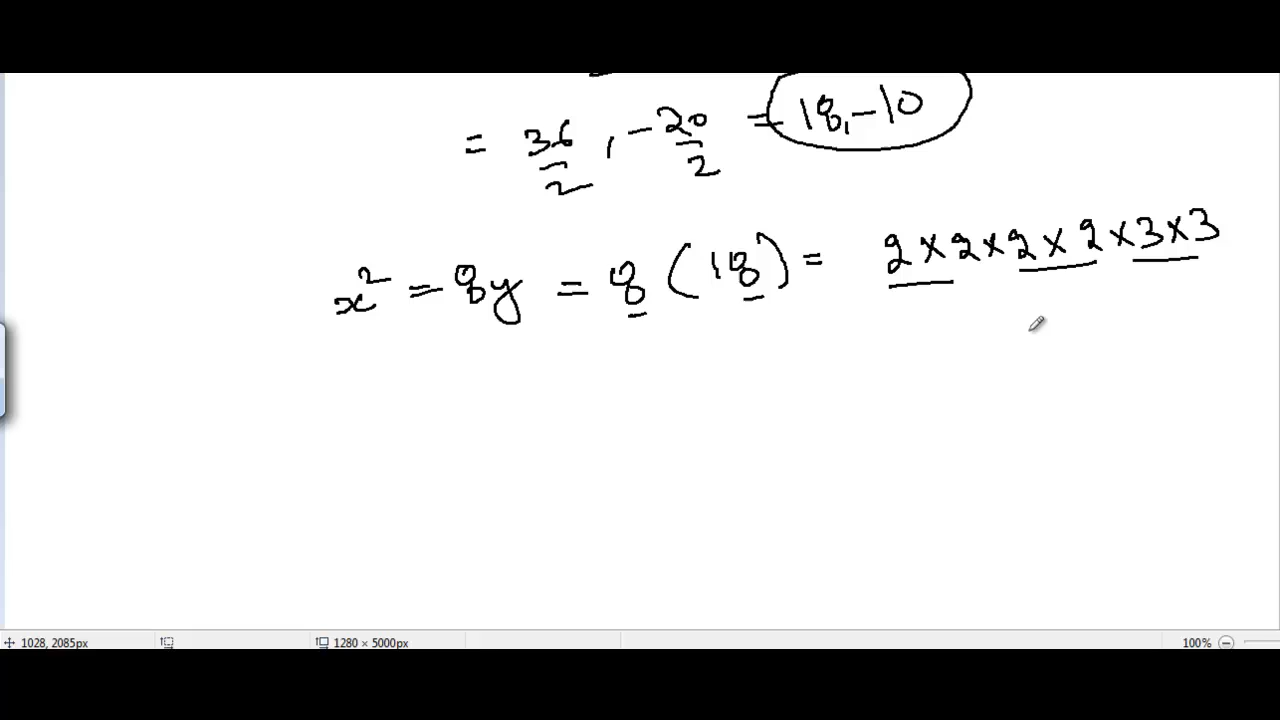 = 36/2 , -20/2 = 18, -10
x² = 8y = 8 (18) = 2 × 2 × 2 × 2 × 3 × 3
1028, 2085px 1280 × 5000px 100%